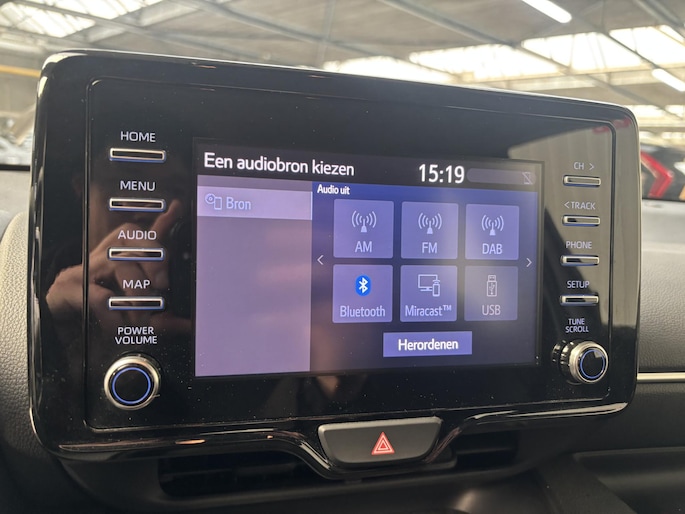 HOME
MENU
AUDIO
MAP
POWER
VOLUME
Een audiobron kiezen
15:19
Bron
Audio uit
AM
FM
DAB
<
>
Bluetooth
Miracast™
USB
Herordenen
CH >
< TRACK
PHONE
SETUP
TUNE
SCROLL